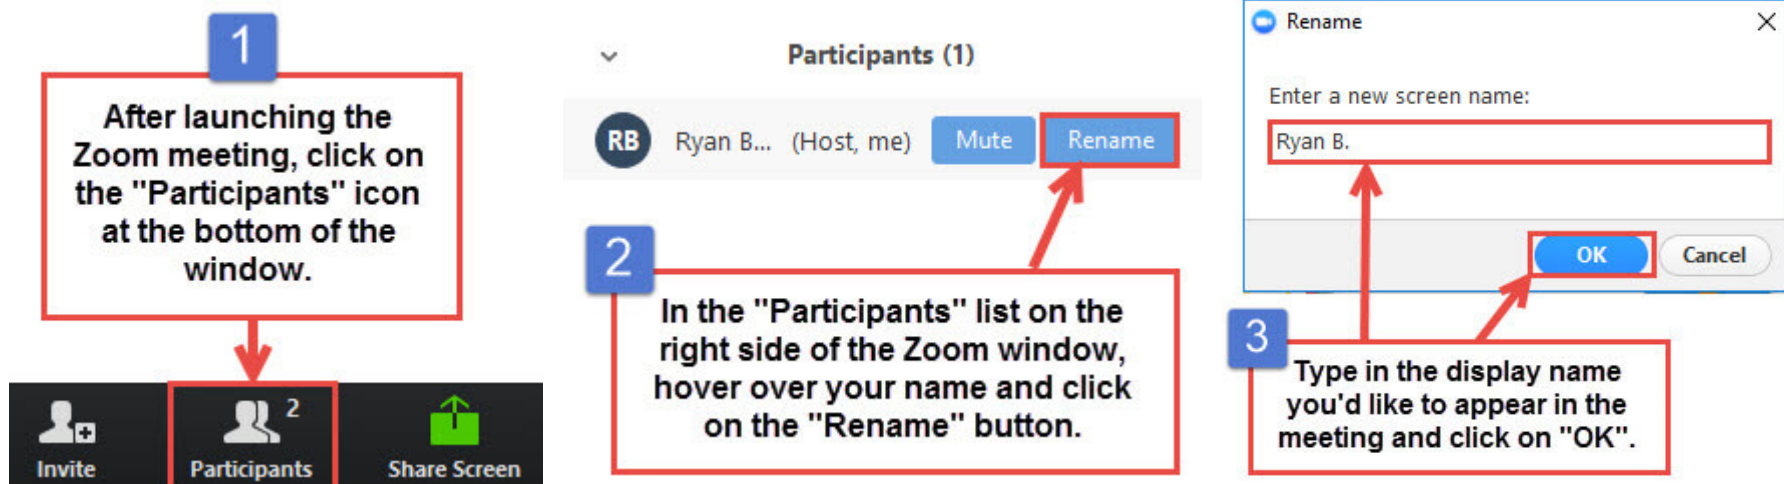 1
After launching the
Zoom meeting, click on
the "Participants" icon
at the bottom of the
window.
Invite
2
Participants
Share Screen
Participants (1)
RB
Ryan B... (Host, me)
Mute
Rename
2
In the "Participants" list on the
right side of the Zoom window,
hover over your name and click
on the "Rename" button.
Rename
Enter a new screen name:
Ryan B.
OK
Cancel
3
Type in the display name
you'd like to appear in the
meeting and click on "OK".